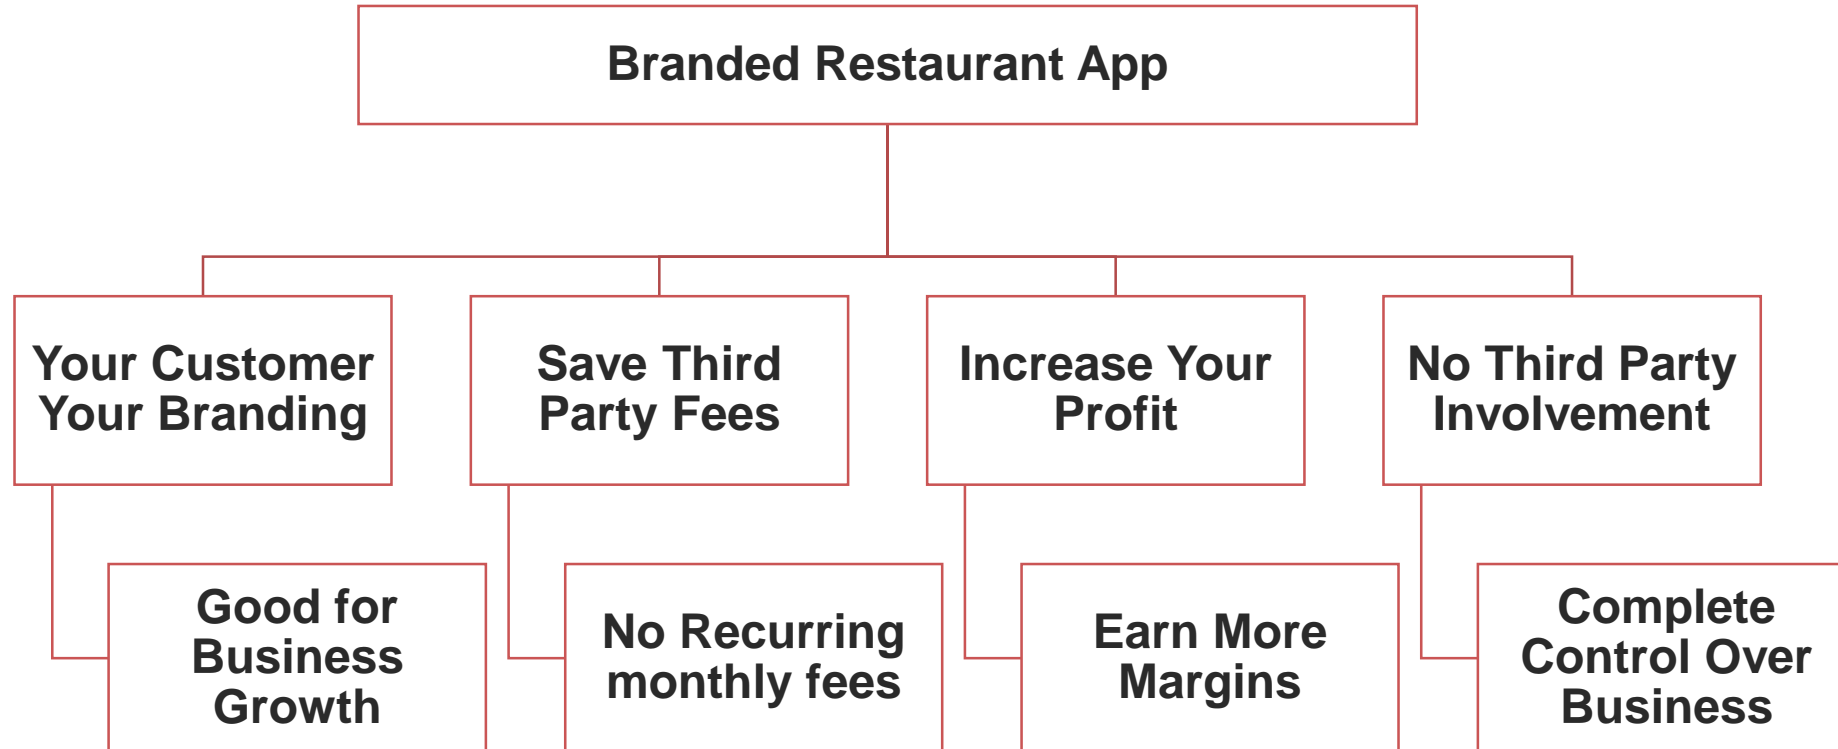 Branded Restaurant App
Your Customer
Your Branding
Save Third
Party Fees
Increase Your
Profit
No Third Party
Involvement
Good for
Business
Growth
No Recurring
monthly fees
Earn More
Margins
Complete
Control Over
Business